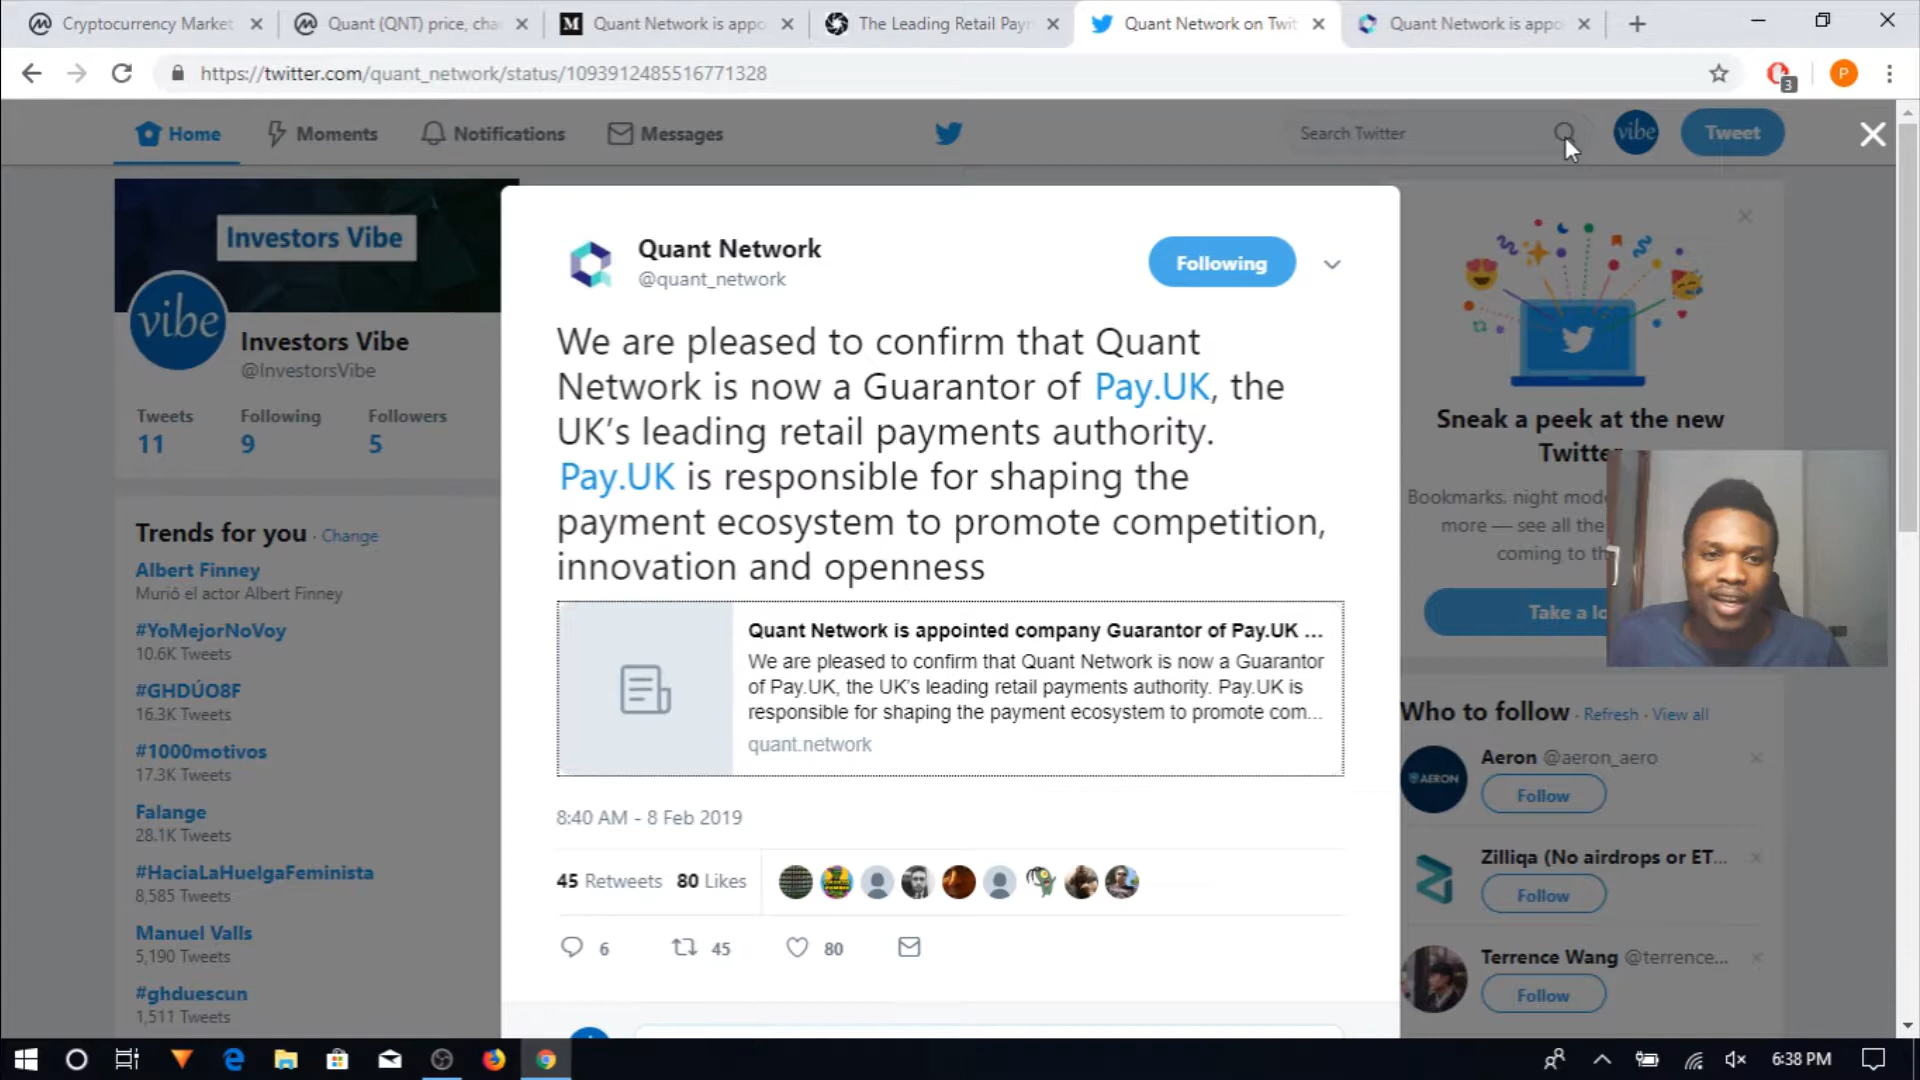 Cryptocurrency Market
Quant (QNT) price, cha
Quant Network is appo
The Leading Retail Payn
Quant Network on Twit
Quant Network is appo
https://twitter.com/quant_network/status/1093912485516771328
3
P
Home
Moments
Notifications
Messages
Search Twitter
vibe
Tweet
Investors Vibe
vibe
Investors Vibe
@InvestorsVibe
Tweets Following Followers
11 9 5
Trends for you · Change
Albert Finney
Murió el actor Albert Finney
#YoMejorNoVoy
10.6K Tweets
#GHDÚO8F
16.3K Tweets
#1000motivos
17.3K Tweets
Falange
28.1K Tweets
#HaciaLaHuelgaFeminista
8,585 Tweets
Manuel Valls
5,190 Tweets
#ghduescun
1,511 Tweets
Quant Network
@quant_network
Following
We are pleased to confirm that Quant
Network is now a Guarantor of Pay.UK, the
UK’s leading retail payments authority.
Pay.UK is responsible for shaping the
payment ecosystem to promote competition,
innovation and openness
Quant Network is appointed company Guarantor of Pay.UK ...
We are pleased to confirm that Quant Network is now a Guarantor
of Pay.UK, the UK’s leading retail payments authority. Pay.UK is
responsible for shaping the payment ecosystem to promote com...
quant.network
8:40 AM - 8 Feb 2019
45 Retweets 80 Likes
6 45 80
Sneak a peek at the new
Twitter
Bookmarks. night mod
more — see all the
coming to th
Take a lo
Who to follow · Refresh · View all
AERON
Aeron @aeron_aero
Follow
Zilliqa (No airdrops or ET...
Follow
Terrence Wang @terrence...
Follow
6:38 PM